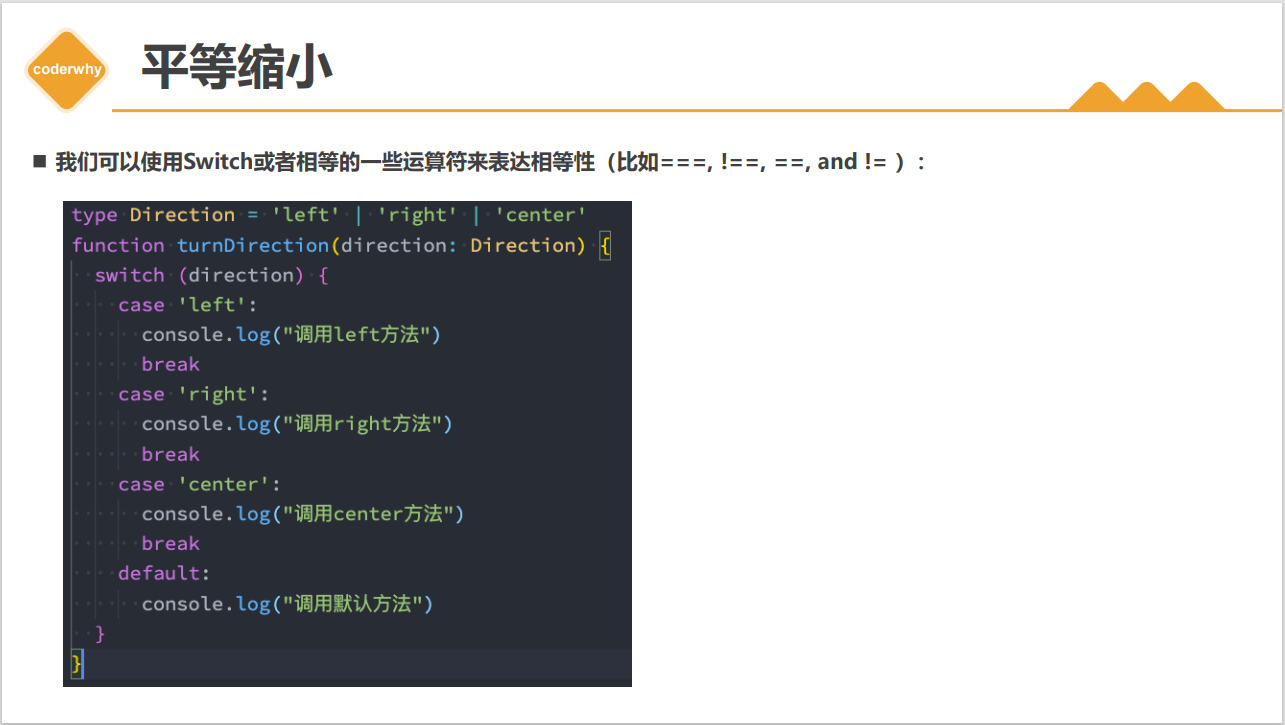 coderwhy
平等缩小
我们可以使用Switch或者相等的一些运算符来表达相等性（比如===, !==, ==, and != ）：
type Direction = 'left' | 'right' | 'center'
function turnDirection(direction: Direction) {
  switch (direction) {
    case 'left':
      console.log("调用left方法")
      break
    case 'right':
      console.log("调用right方法")
      break
    case 'center':
      console.log("调用center方法")
      break
    default:
      console.log("调用默认方法")
  }
}